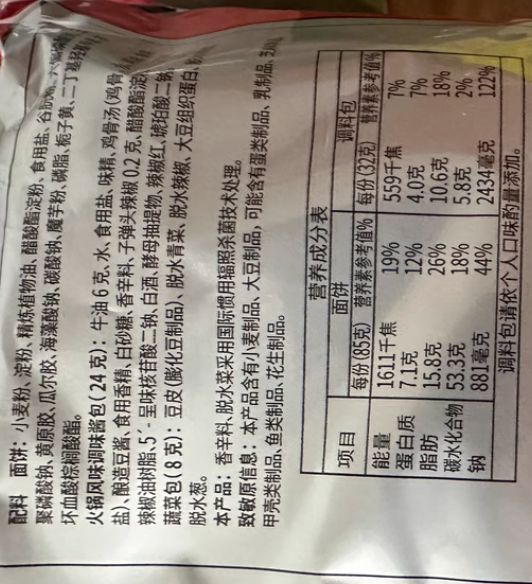 配料 面饼：小麦粉、淀粉、精炼植物油、醋酸酯淀粉、食用盐、谷朊粉、
聚磷酸钠、黄原胶、瓜尔胶、海藻酸钠、碳酸钠、魔芋粉、磷脂、栀子黄、二丁基羟基
坏血酸棕榈酸酯。
火锅风味调味酱包(24克)：牛油6克、水、食用盐、味精、鸡骨汤(鸡骨
盐)、酿造豆酱、食用香精、白砂糖、香辛料、子弹头辣椒0.2克、醋酸酯淀
辣椒油树脂、5'-呈味核苷酸二钠、白酒、酵母抽提物、辣椒红、琥珀酸二钠。
蔬菜包(8克)：豆皮(膨化豆制品)、脱水青菜、脱水辣椒、大豆组织蛋白、
脱水葱。
本产品：香辛料、脱水菜采用国际惯用辐照杀菌技术处理。
致敏原信息：本产品含有小麦制品、大豆制品，可能含有蛋类制品、乳制品、
甲壳类制品、鱼类制品、花生制品。
营养成分表
项目 面饼 调料包
每份(85克) 营养素参考值% 每份(32克) 营养素参考值%
能量 1611千焦 19% 559千焦 7%
蛋白质 7.1克 12% 4.0克 7%
脂肪 15.8克 26% 10.6克 18%
碳水化合物 53.3克 18% 5.8克 2%
钠 881毫克 44% 2434毫克 122%
调料包请依个人口味酌量添加。